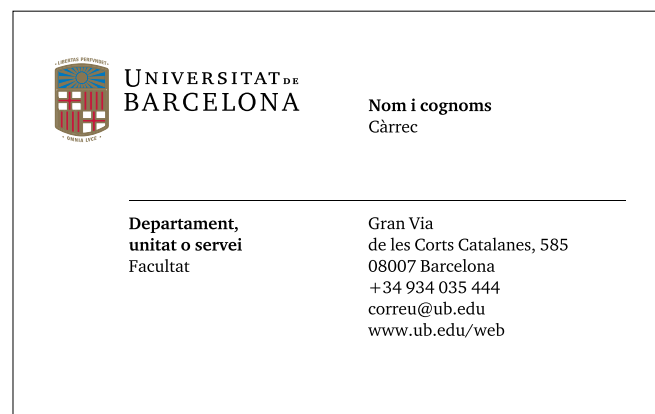 · LIBERTAS PERFVNDET ·
UNIVERSITAT DE
BARCELONA
· OMNIA LVCE ·
Nom i cognoms
Càrrec
Departament,
unitat o servei
Facultat
Gran Via
de les Corts Catalanes, 585
08007 Barcelona
+34 934 035 444
correu@ub.edu
www.ub.edu/web